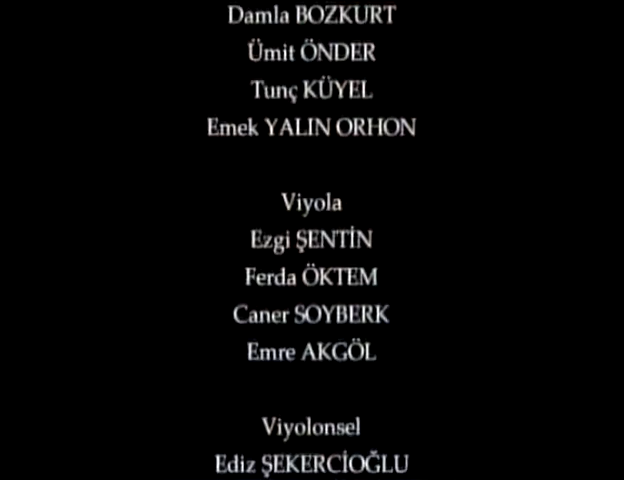 Damla BOZKURT
Ümit ÖNDER
Tunç KÜYEL
Emek YALIN ORHON
Viyola
Ezgi ŞENTİN
Ferda ÖKTEM
Caner SOYBERK
Emre AKGÖL
Viyolonsel
Ediz ŞEKERCİOĞLU